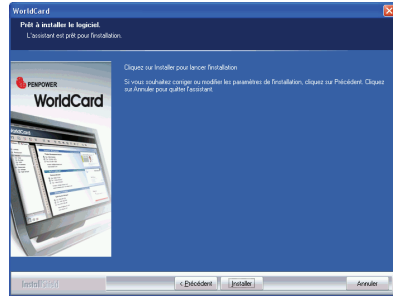 WorldCard
Prêt à installer le logiciel.
L'assistant est prêt pour l'installation.
Cliquez sur Installer pour lancer l'installation
Si vous souhaitez corriger ou modifier les paramètres de l'installation, cliquez sur Précédent. Cliquez
sur Annuler pour quitter l'assistant.
PENPOWER
WorldCard
InstallShield
< Précédent
Installer
Annuler